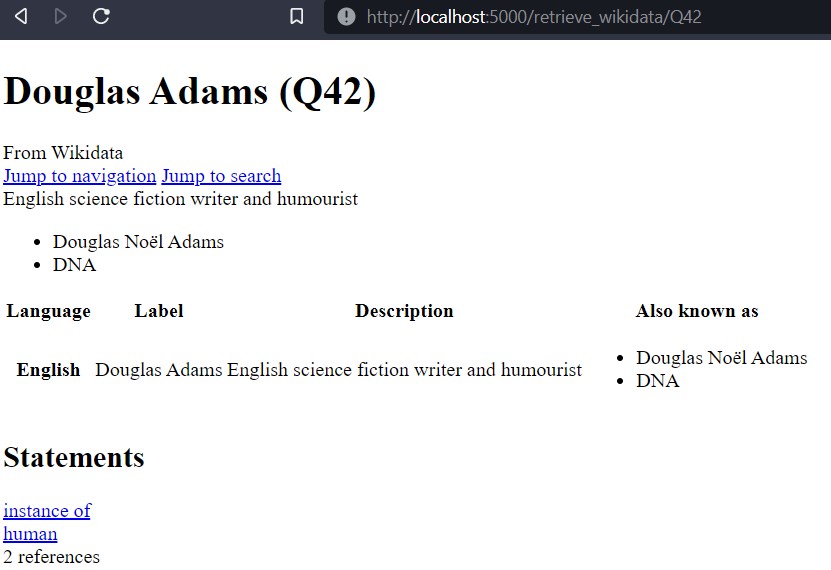 http://localhost:5000/retrieve_wikidata/Q42
Douglas Adams (Q42)
From Wikidata
Jump to navigation Jump to search
English science fiction writer and humourist
• Douglas Noël Adams
• DNA
Language Label Description Also known as
English Douglas Adams English science fiction writer and humourist • Douglas Noël Adams
• DNA
Statements
instance of
human
2 references